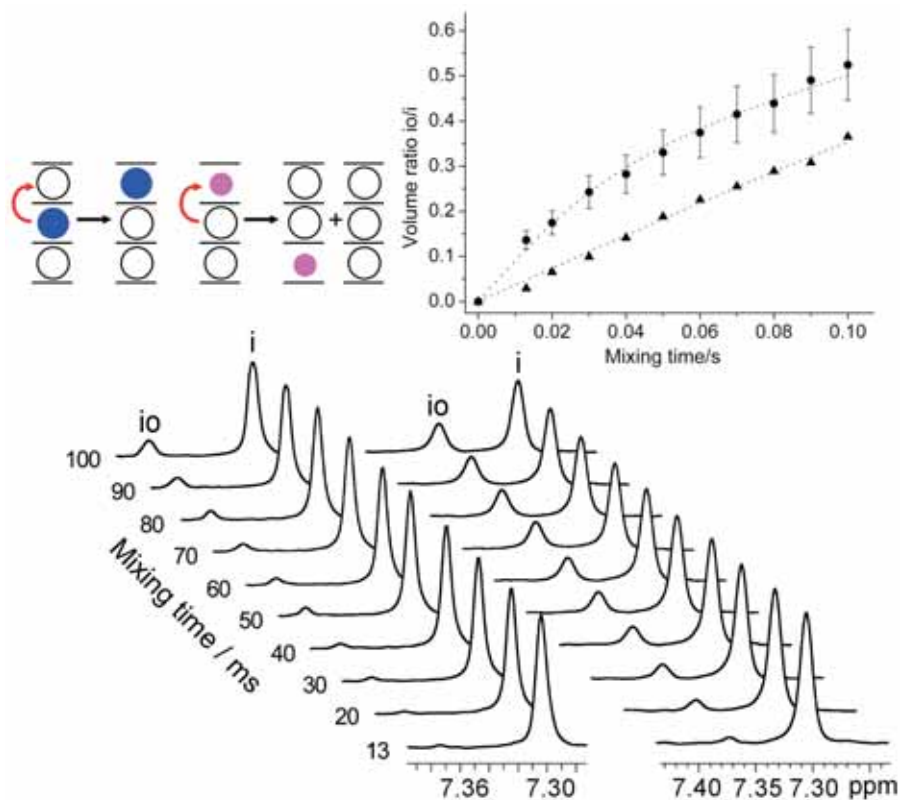 0.6
0.5
0.4
0.3
0.2
0.1
0.0
Volume ratio io/i
0.00 0.02 0.04 0.06 0.08 0.10
Mixing time/s
+
i
io
i
io
100
90
80
70
60
50
40
30
20
13
Mixing time / ms
7.36 7.30
7.40 7.35 7.30 ppm